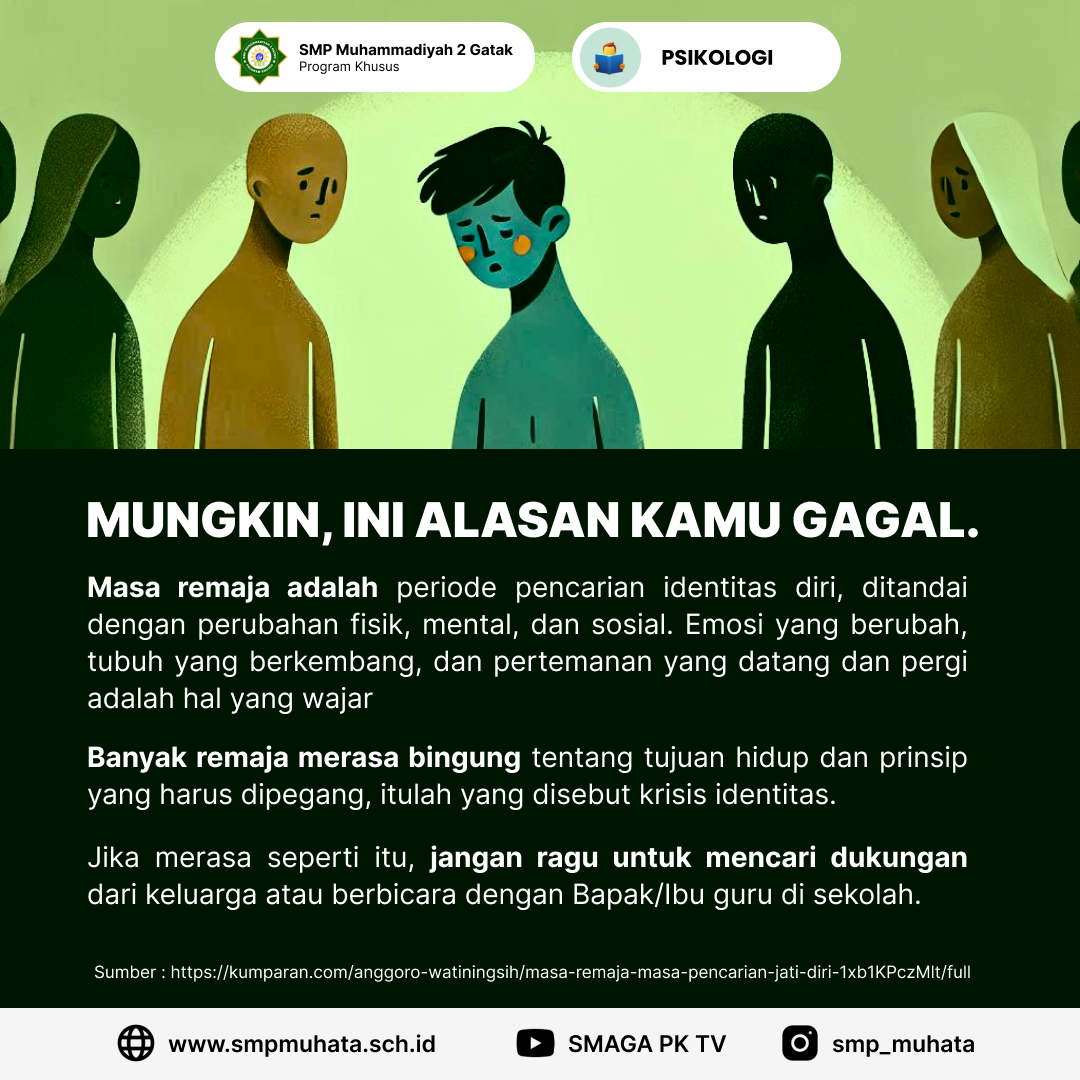 SMP Muhammadiyah 2 Gatak
Program Khusus
PSIKOLOGI
MUNGKIN, INI ALASAN KAMU GAGAL.
Masa remaja adalah periode pencarian identitas diri, ditandai
dengan perubahan fisik, mental, dan sosial. Emosi yang berubah,
tubuh yang berkembang, dan pertemanan yang datang dan pergi
adalah hal yang wajar
Banyak remaja merasa bingung tentang tujuan hidup dan prinsip
yang harus dipegang, itulah yang disebut krisis identitas.
Jika merasa seperti itu, jangan ragu untuk mencari dukungan
dari keluarga atau berbicara dengan Bapak/Ibu guru di sekolah.
Sumber : https://kumparan.com/anggoro-watiningsih/masa-remaja-masa-pencarian-jati-diri-1xb1KPczMlt/full
www.smpmuhata.sch.id
SMAGA PK TV
smp_muhata